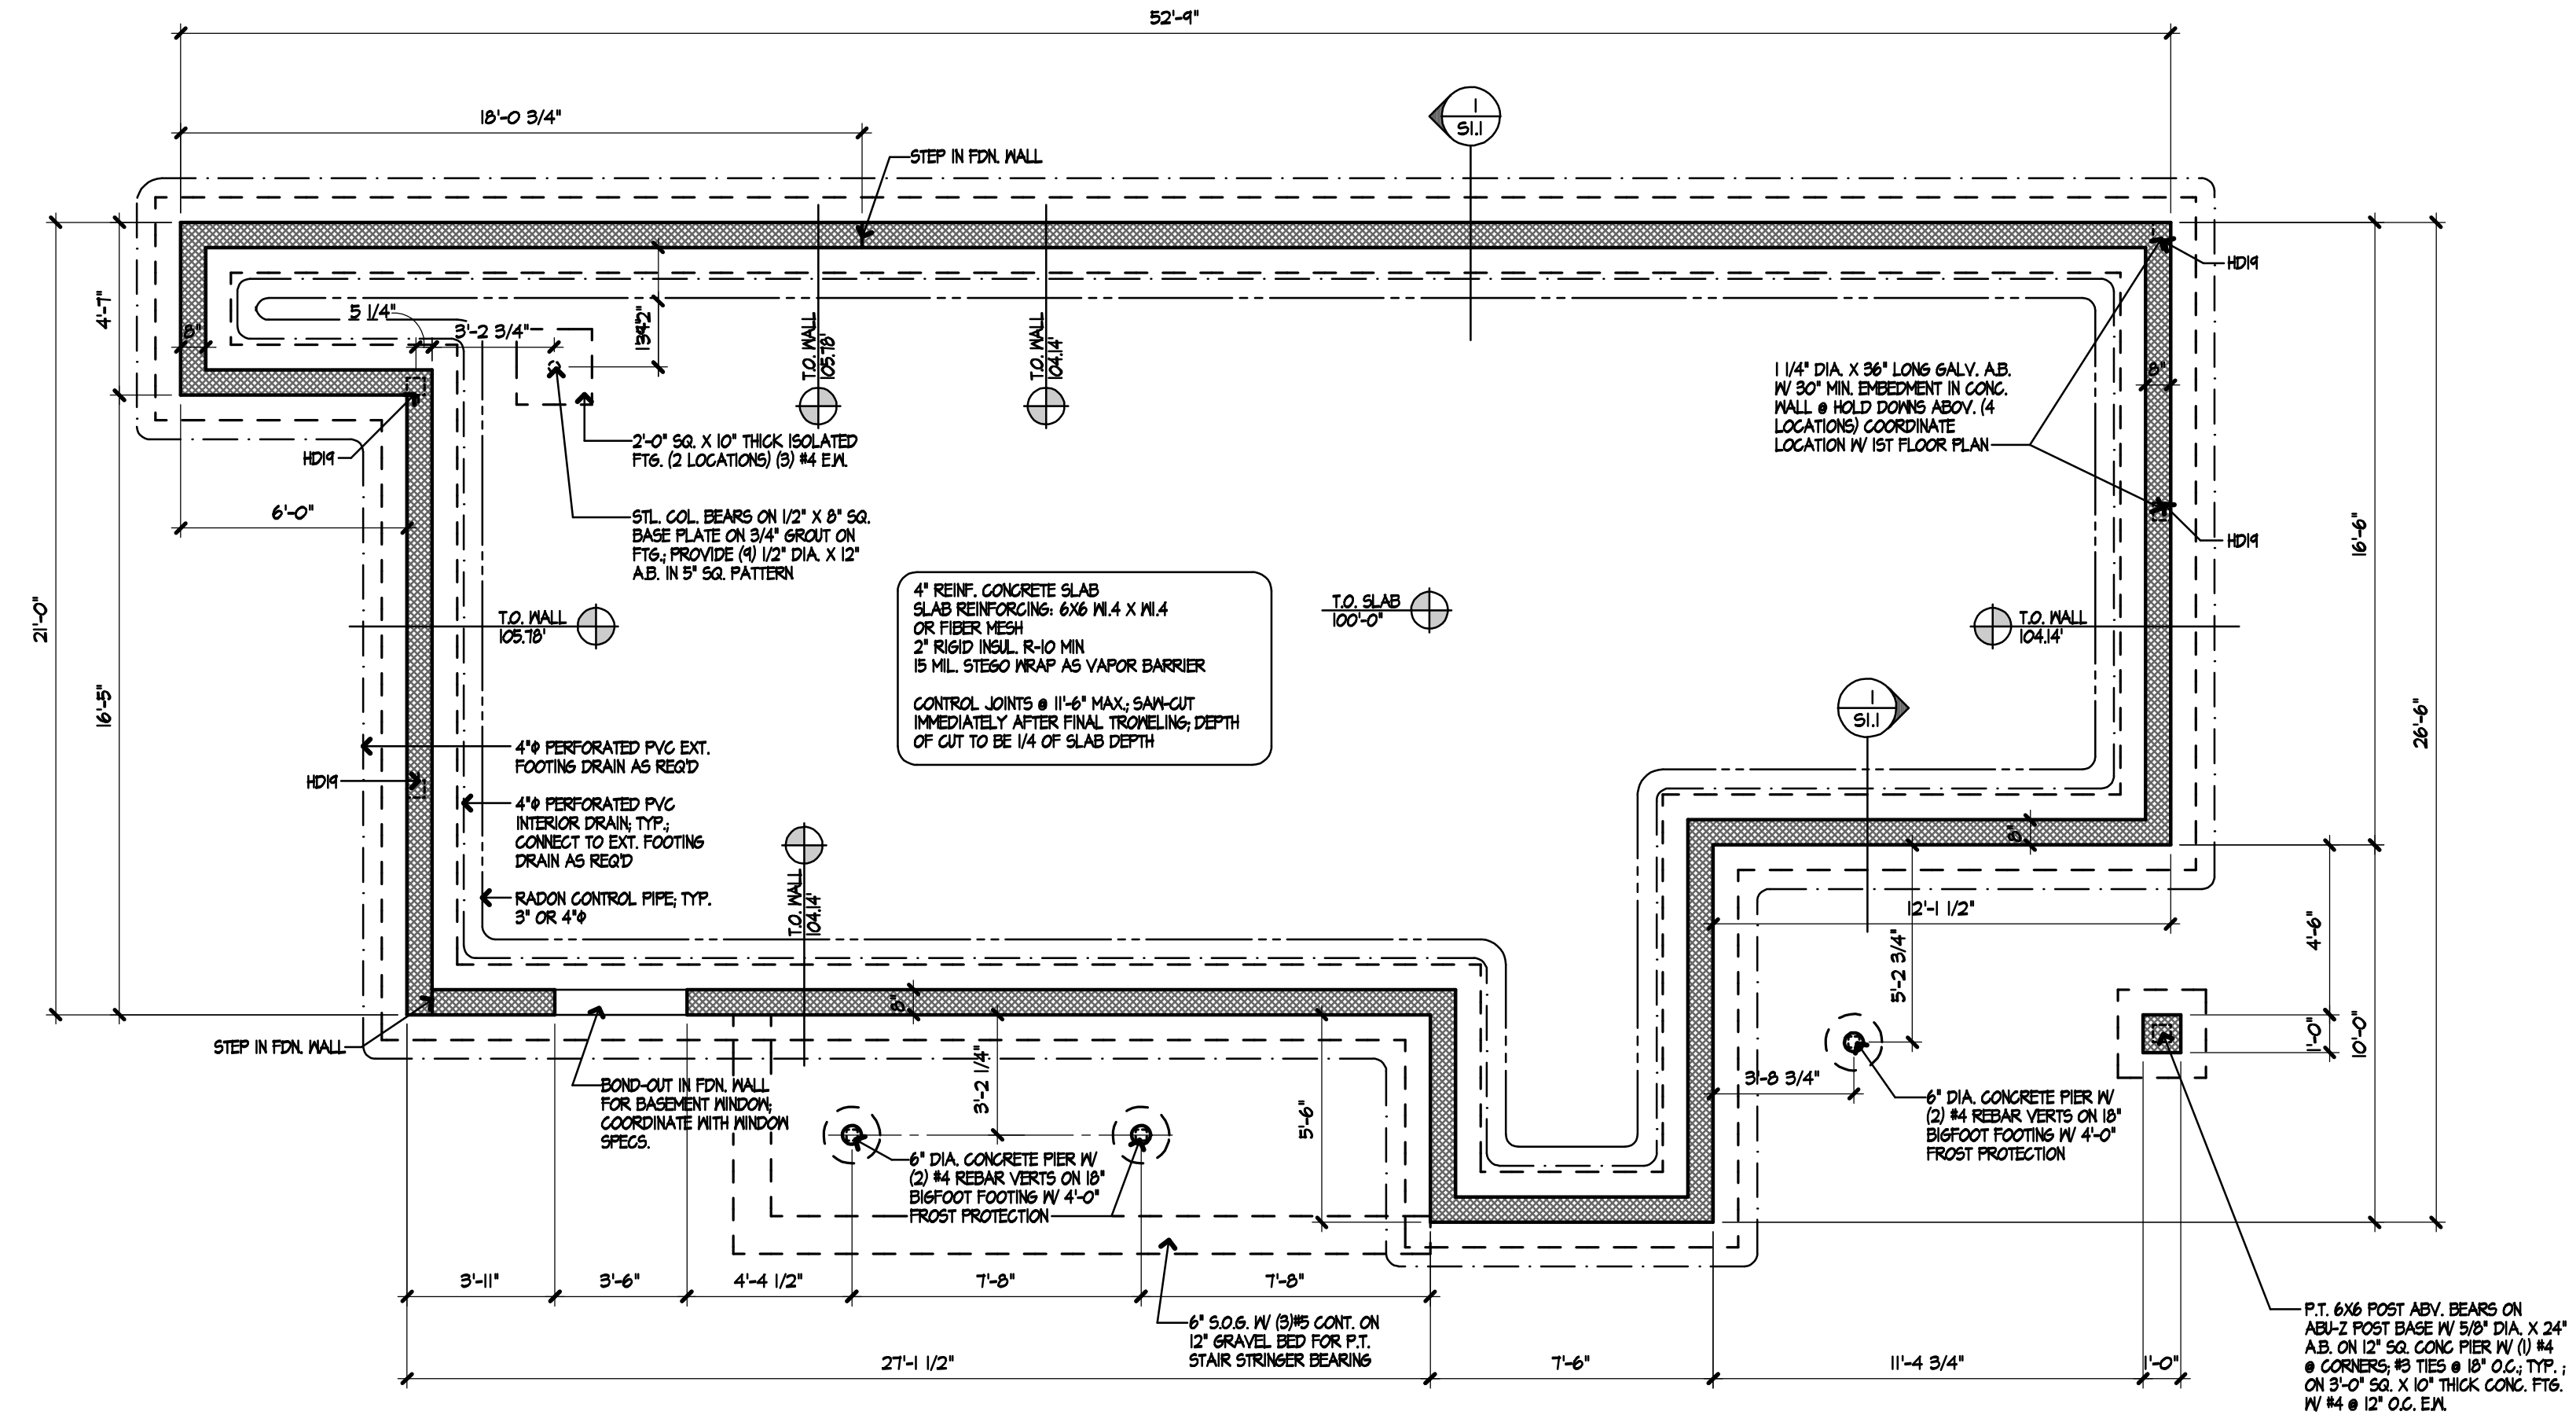 52'-9"
18'-0 3/4"
1
S1.1
STEP IN FDN. WALL
HD19
4'-7"
5 1/4"
8"
3'-2 3/4"
T.O. WALL
105.78'
T.O. WALL
104.14'
1 1/4" DIA. X 36" LONG GALV. A.B.
W/ 30" MIN. EMBEDMENT IN CONC.
WALL @ HOLD DOWNS ABOV. (4
LOCATIONS) COORDINATE
LOCATION W/ 1ST FLOOR PLAN
8"
2'-0" SQ. X 10" THICK ISOLATED
FTG. (2 LOCATIONS) (3) #4 E.W.
HD19
6'-0"
STL. COL. BEARS ON 1/2" X 8" SQ.
BASE PLATE ON 3/4" GROUT ON
FTG.; PROVIDE (9) 1/2" DIA. X 12"
A.B. IN 5" SQ. PATTERN
HD19
16'-6"
21'-0"
T.O. WALL
105.78'
4" REINF. CONCRETE SLAB
SLAB REINFORCING: 6X6 W1.4 X W1.4
OR FIBER MESH
2" RIGID INSUL. R-10 MIN
15 MIL. STEGO WRAP AS VAPOR BARRIER
CONTROL JOINTS @ 11'-6" MAX.; SAW-CUT
IMMEDIATELY AFTER FINAL TROWELING; DEPTH
OF CUT TO BE 1/4 OF SLAB DEPTH
T.O. SLAB
100'-0"
T.O. WALL
104.14'
16'-5"
1
S1.1
26'-6"
4"Φ PERFORATED PVC EXT.
FOOTING DRAIN AS REQ'D
HD19
4"Φ PERFORATED PVC
INTERIOR DRAIN; TYP.;
CONNECT TO EXT. FOOTING
DRAIN AS REQ'D
RADON CONTROL PIPE; TYP.
3" OR 4"Φ
T.O. WALL
104.14'
8"
12'-1 1/2"
4'-6"
5'-2 3/4"
8"
STEP IN FDN. WALL
1'-0"
10'-0"
BOND-OUT IN FDN. WALL
FOR BASEMENT WINDOW;
COORDINATE WITH WINDOW
SPECS.
3'-2 1/4"
5'-6"
3'-8 3/4"
6" DIA. CONCRETE PIER W/
(2) #4 REBAR VERTS ON 18"
BIGFOOT FOOTING W/ 4'-0"
FROST PROTECTION
6" DIA. CONCRETE PIER W/
(2) #4 REBAR VERTS ON 18"
BIGFOOT FOOTING W/ 4'-0"
FROST PROTECTION
3'-11"
3'-6"
4'-4 1/2"
7'-8"
7'-8"
6" S.O.G. W/ (3)#5 CONT. ON
12" GRAVEL BED FOR P.T.
STAIR STRINGER BEARING
P.T. 6X6 POST ABV. BEARS ON
ABU-Z POST BASE W/ 5/8" DIA. X 24"
A.B. ON 12" SQ. CONC PIER W/ (1) #4
@ CORNERS; #3 TIES @ 18" O.C.; TYP. ;
ON 3'-0" SQ. X 10" THICK CONC. FTG.
W/ #4 @ 12" O.C. E.W.
27'-1 1/2"
7'-6"
11'-4 3/4"
1'-0"